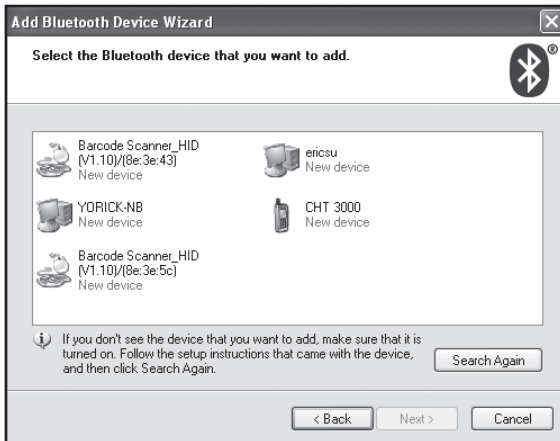 Add Bluetooth Device Wizard
Select the Bluetooth device that you want to add.
®
Barcode Scanner_HID
(V1.10)/(8e:3e:43)
New device
ericsu
New device
YORICK-NB
New device
CHT 3000
New device
Barcode Scanner_HID
(V1.10)/(8e:3e:5c)
New device
If you don't see the device that you want to add, make sure that it is
turned on. Follow the setup instructions that came with the device,
and then click Search Again.
Search Again
< Back
Next >
Cancel